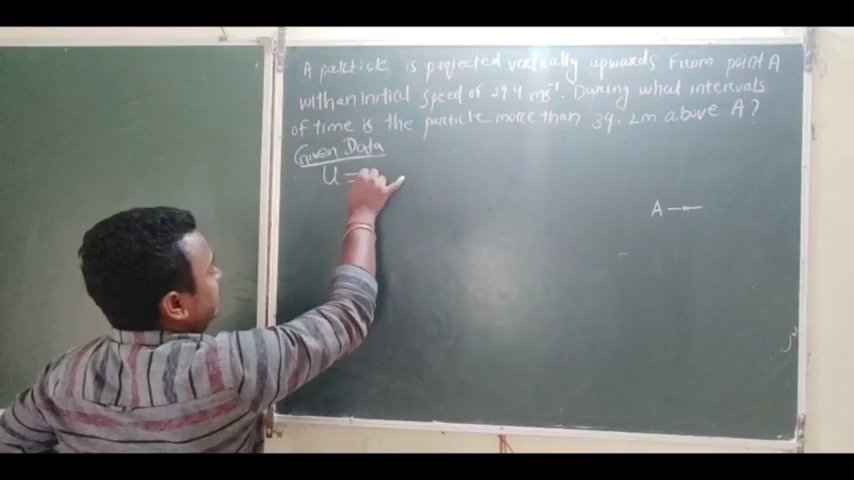 A particle is projected vertically upwards from point A
with an initial speed of 29.4 ms⁻¹. During what intervals
of time is the particle more than 39.2m above A?
Given Data
U =
A